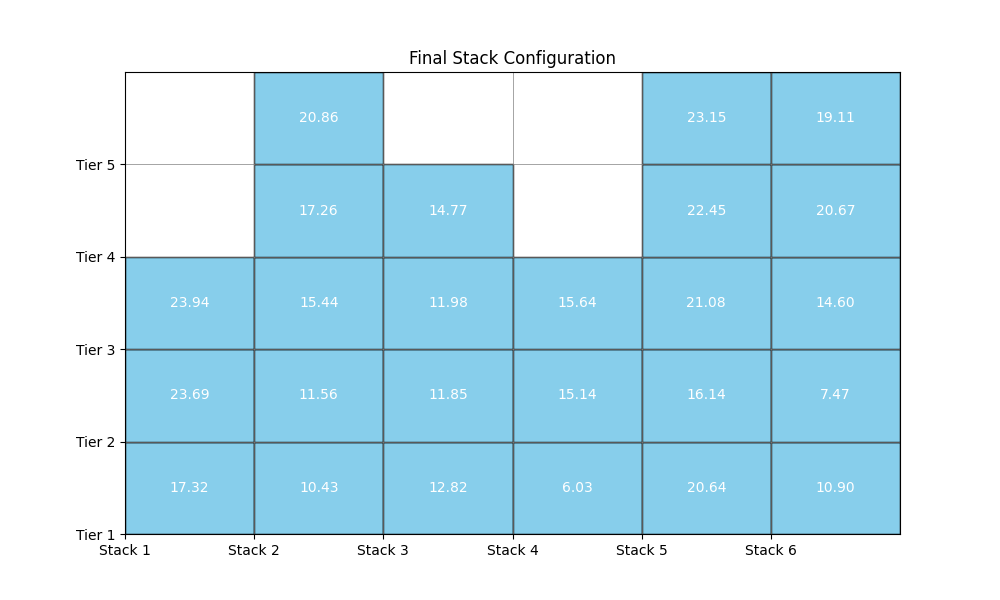 Final Stack Configuration
20.86 23.15 19.11
Tier 5
17.26 14.77 22.45 20.67
Tier 4
23.94 15.44 11.98 15.64 21.08 14.60
Tier 3
23.69 11.56 11.85 15.14 16.14 7.47
Tier 2
17.32 10.43 12.82 6.03 20.64 10.90
Tier 1
Stack 1 Stack 2 Stack 3 Stack 4 Stack 5 Stack 6